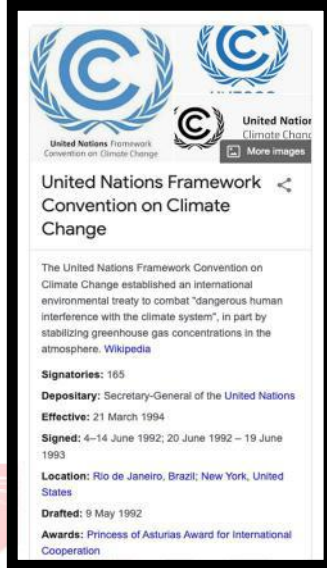 United Nations Framework
Convention on Climate Change
United Nation
Climate Chang
More images
United Nations Framework
Convention on Climate
Change
The United Nations Framework Convention on
Climate Change established an international
environmental treaty to combat "dangerous human
interference with the climate system", in part by
stabilizing greenhouse gas concentrations in the
atmosphere. Wikipedia
Signatories: 165
Depositary: Secretary-General of the United Nations
Effective: 21 March 1994
Signed: 4–14 June 1992; 20 June 1992 – 19 June
1993
Location: Rio de Janeiro, Brazil; New York, United
States
Drafted: 9 May 1992
Awards: Princess of Asturias Award for International
Cooperation